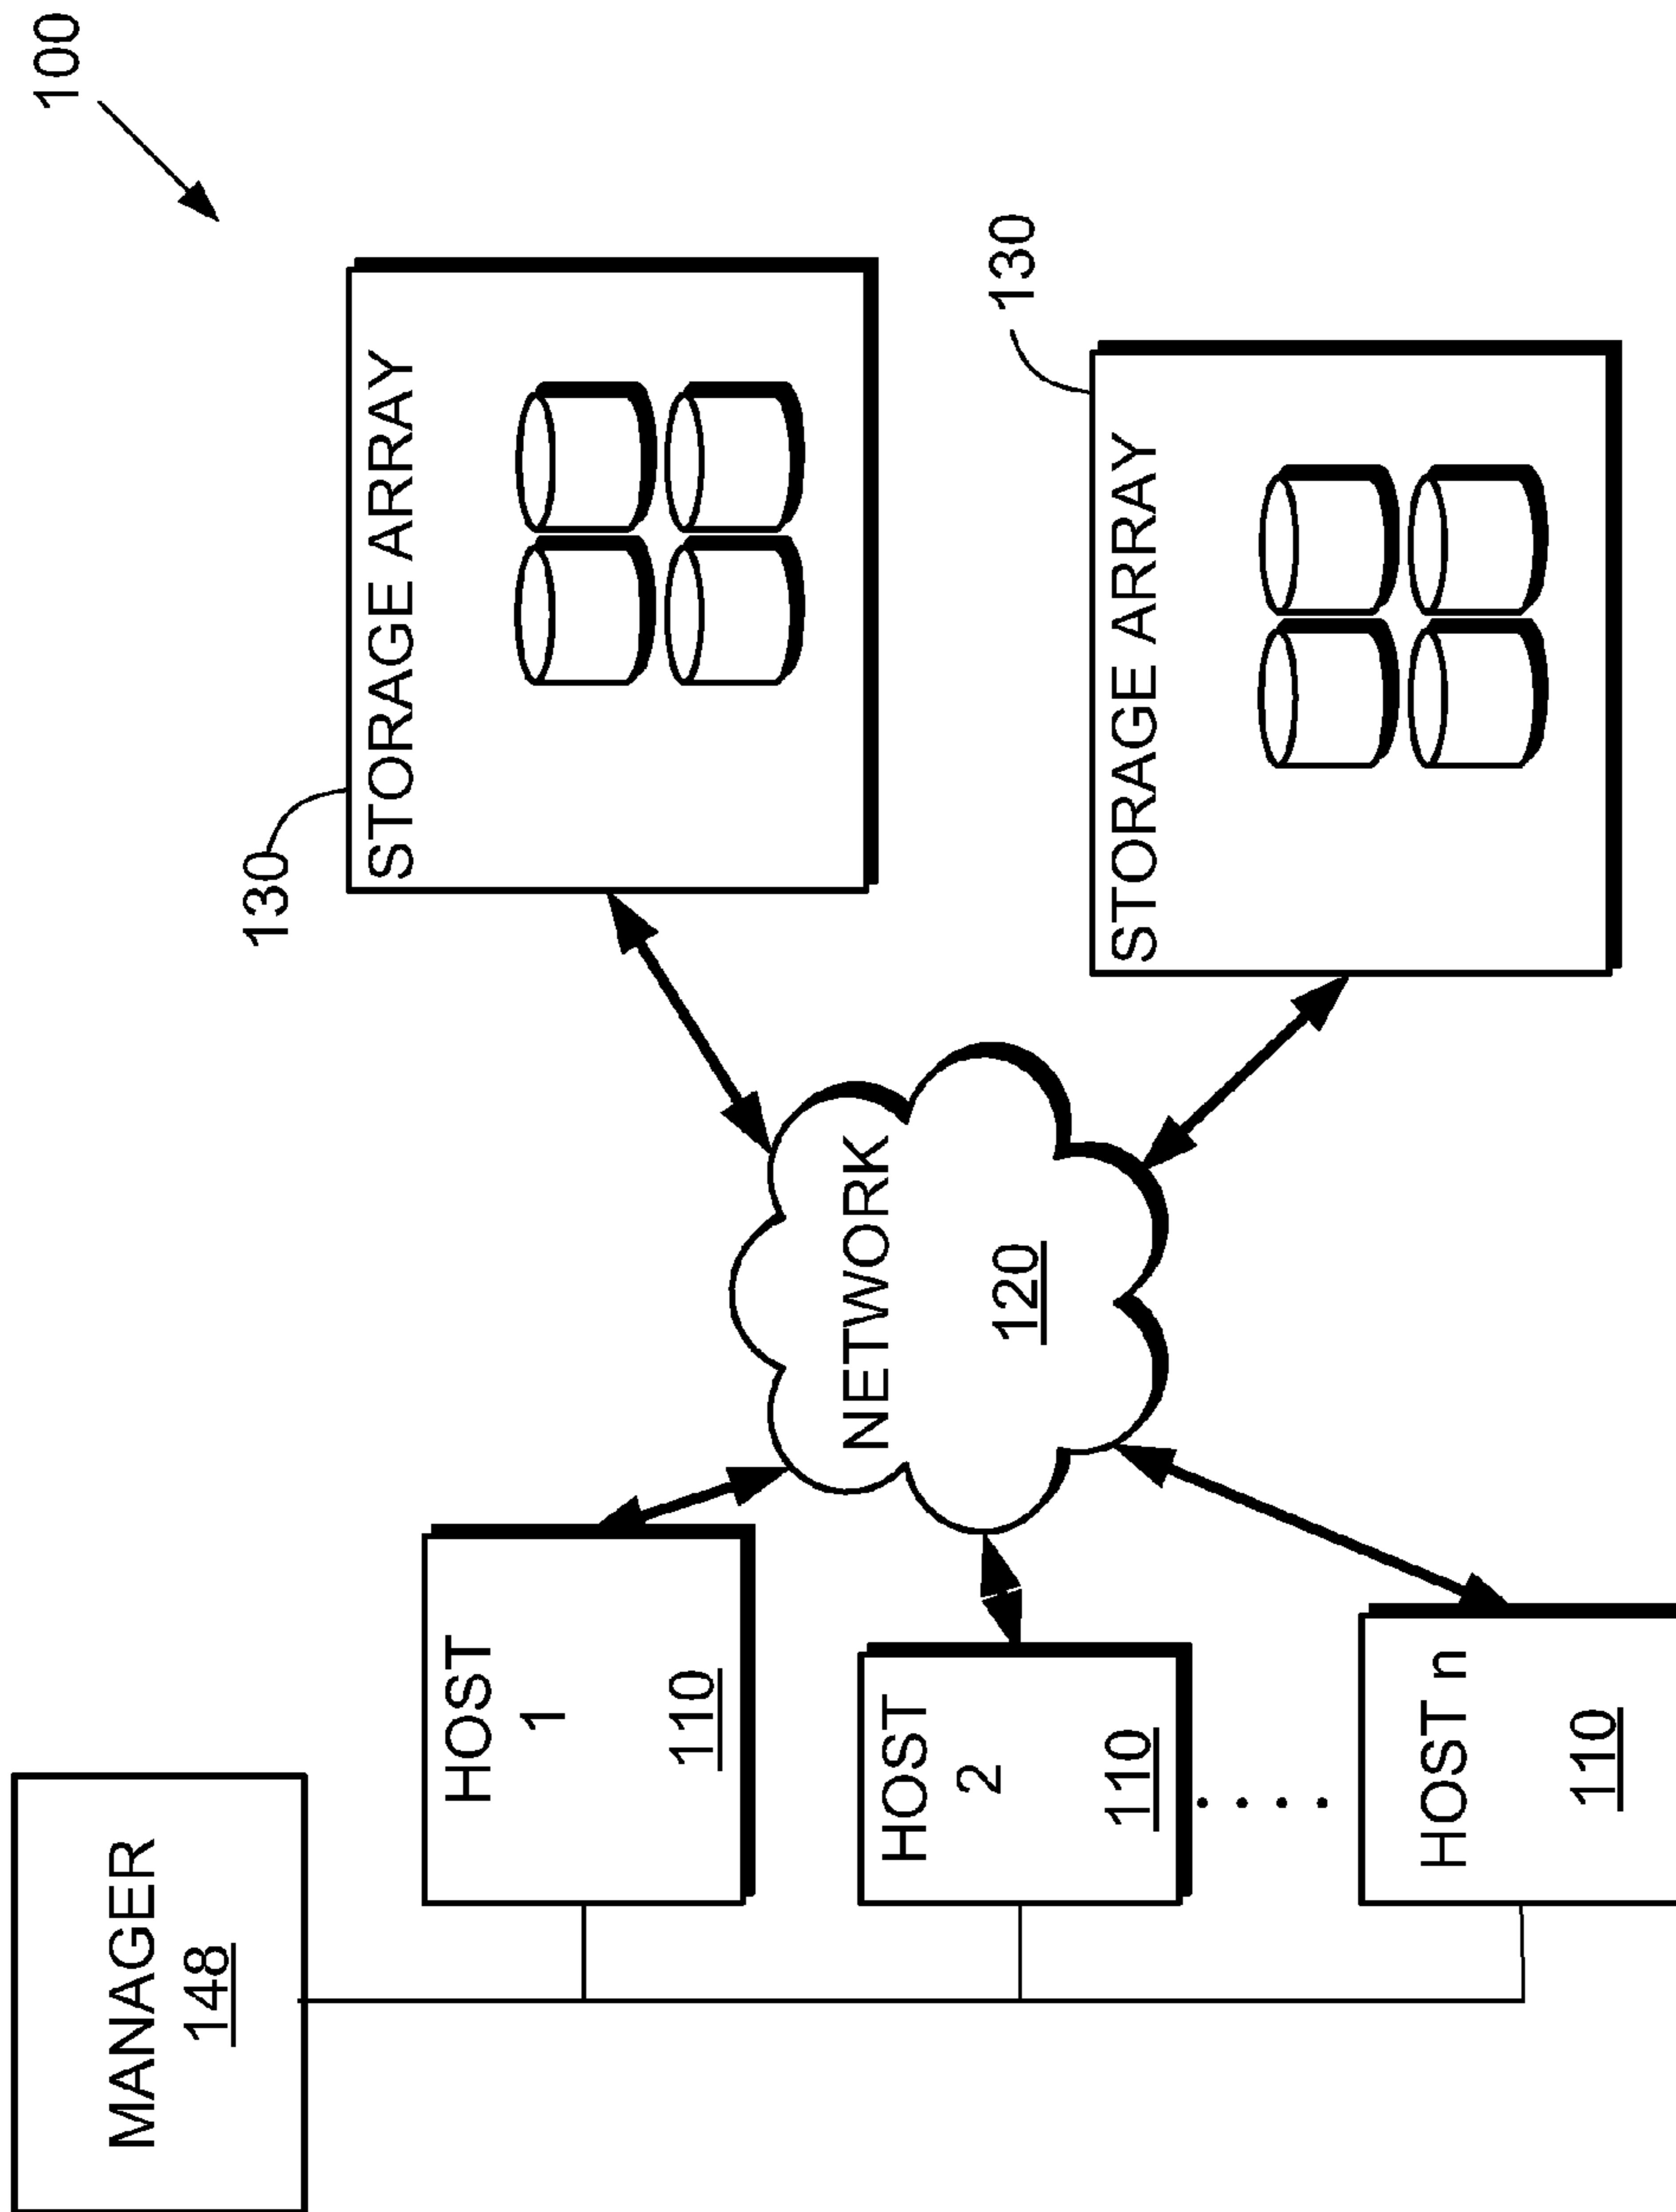 100
MANAGER
148
HOST
1
110
HOST
2
110
HOST n
110
NETWORK
120
130
STORAGE ARRAY
130
STORAGE ARRAY